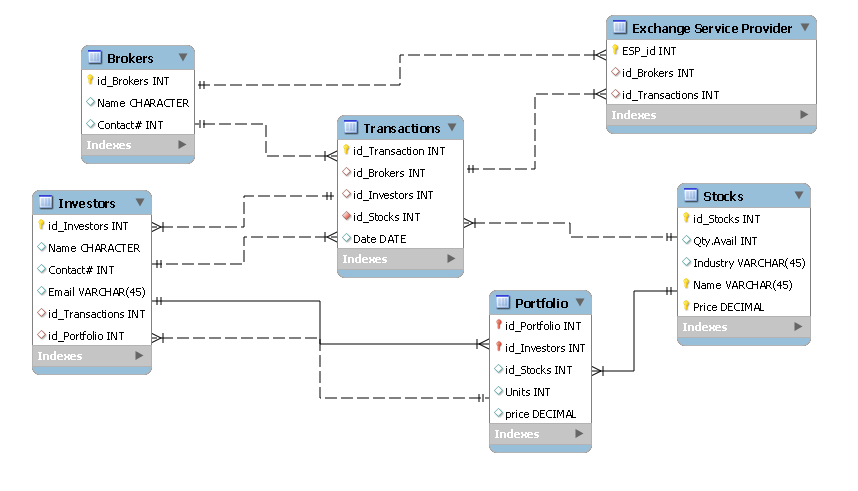 Brokers
id_Brokers INT
Name CHARACTER
Contact# INT
Indexes
Exchange Service Provider
ESP_id INT
id_Brokers INT
id_Transactions INT
Indexes
Transactions
id_Transaction INT
id_Brokers INT
id_Investors INT
id_Stocks INT
Date DATE
Indexes
Investors
id_Investors INT
Name CHARACTER
Contact# INT
Email VARCHAR(45)
id_Transactions INT
id_Portfolio INT
Indexes
Stocks
id_Stocks INT
Qty.Avail INT
Industry VARCHAR(45)
Name VARCHAR(45)
Price DECIMAL
Indexes
Portfolio
id_Portfolio INT
id_Investors INT
id_Stocks INT
Units INT
price DECIMAL
Indexes